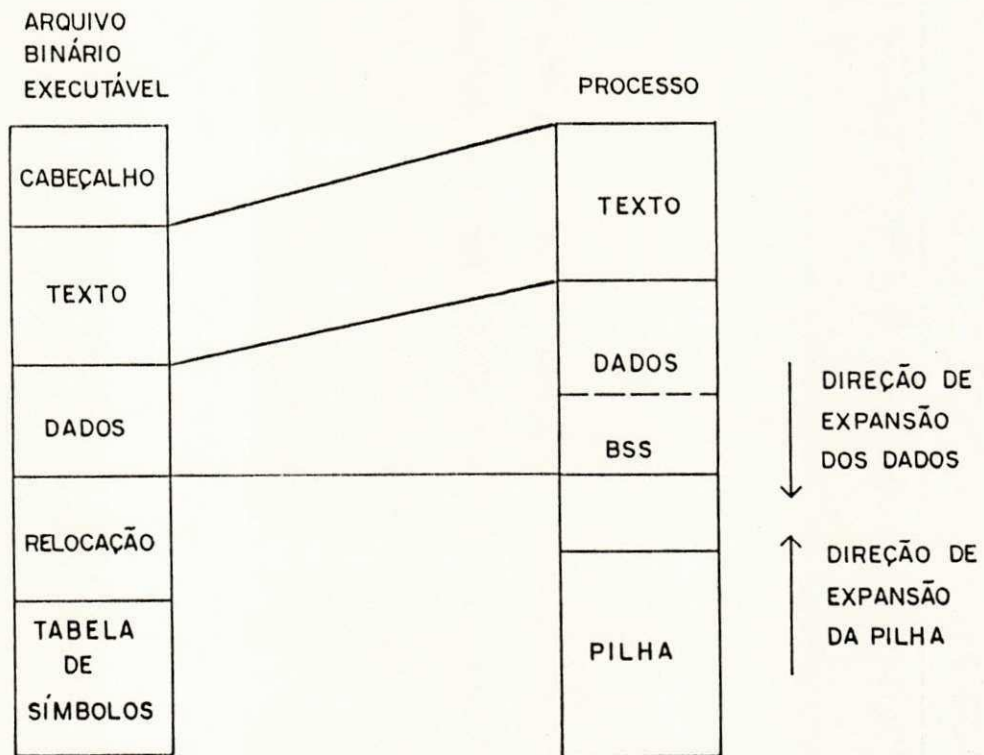 ARQUIVO
BINÁRIO
EXECUTÁVEL
CABEÇALHO
TEXTO
DADOS
RELOCAÇÃO
TABELA
DE
SÍMBOLOS
PROCESSO
TEXTO
DADOS
BSS
PILHA
DIREÇÃO DE
EXPANSÃO
DOS DADOS
DIREÇÃO DE
EXPANSÃO
DA PILHA